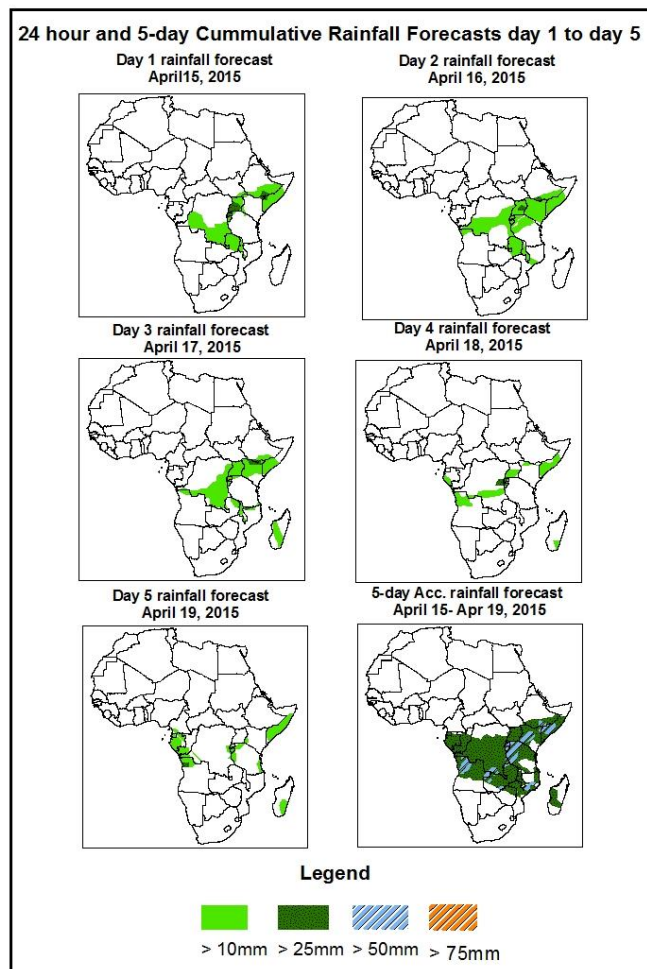 24 hour and 5-day Cummulative Rainfall Forecasts day 1 to day 5
Day 1 rainfall forecast
April15, 2015
Day 2 rainfall forecast
April 16, 2015
Day 3 rainfall forecast
April 17, 2015
Day 4 rainfall forecast
April 18, 2015
Day 5 rainfall forecast
April 19, 2015
5-day Acc. rainfall forecast
April 15- Apr 19, 2015
Legend
> 10mm > 25mm > 50mm > 75mm